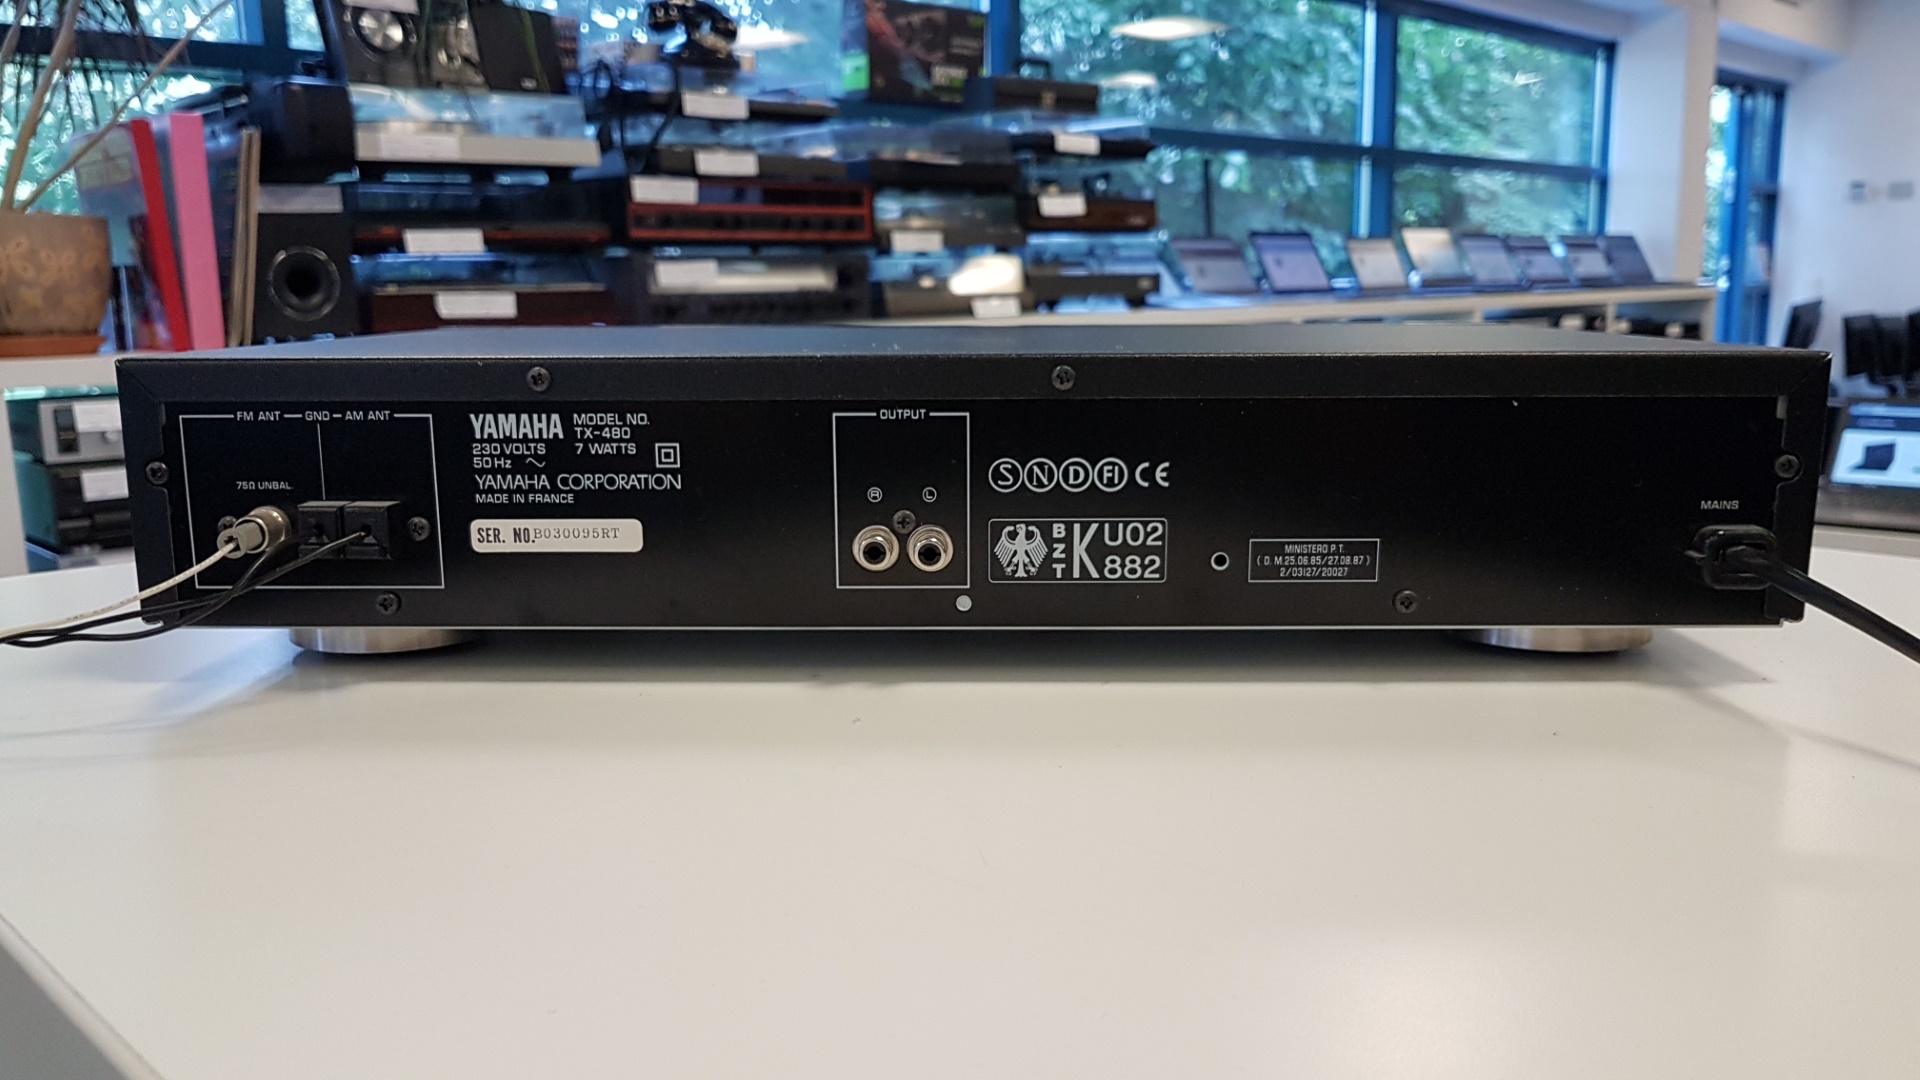 FM ANT GND AM ANT
75Ω UNBAL.
YAMAHA MODEL NO.
TX-480
230 VOLTS 7 WATTS
50Hz ~
YAMAHA CORPORATION
MADE IN FRANCE
SER. NO. B030095RT
OUTPUT
R L
S N D FI CE
BZT K U02
882
MINISTERO P.T.
( D. M.25.06.85/27.08.87 )
2/03127/20027
MAINS